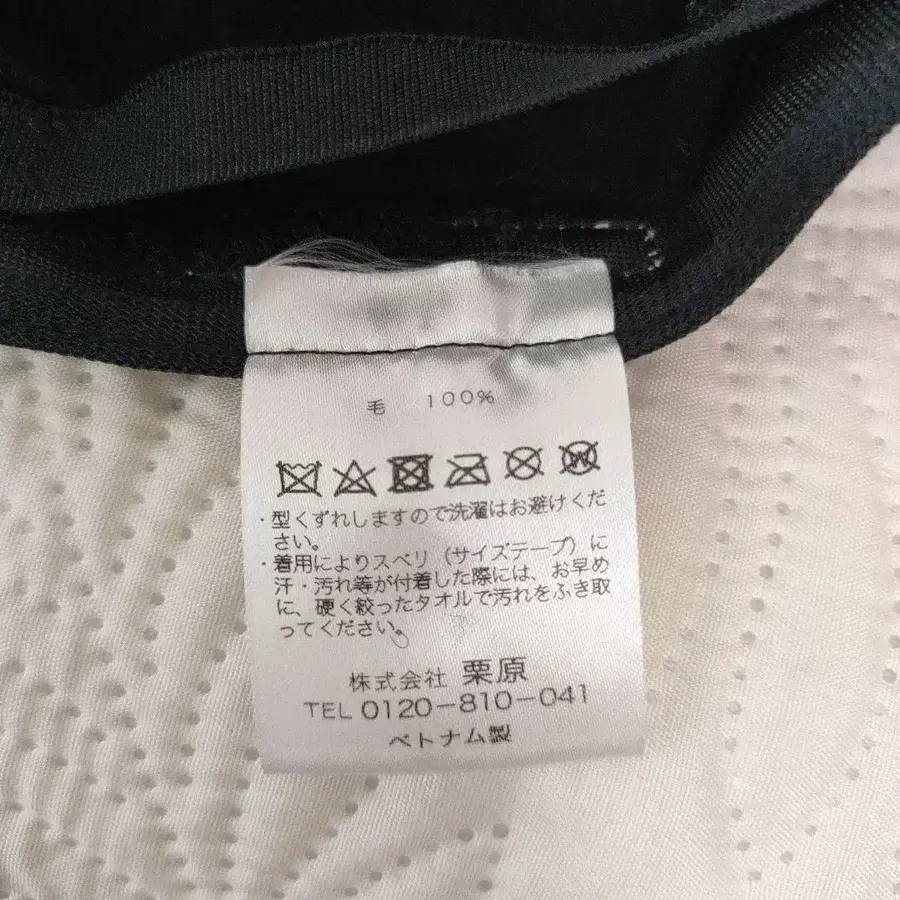 毛 100%
・型くずれしますので洗濯はお避けくだ
さい。
・着用によりスベリ（サイズテープ）に
汗・汚れ等が付着した際には、お早め
に、硬く絞ったタオルで汚れをふき取
ってください。
株式会社 栗原
TEL 0120-810-041
ベトナム製